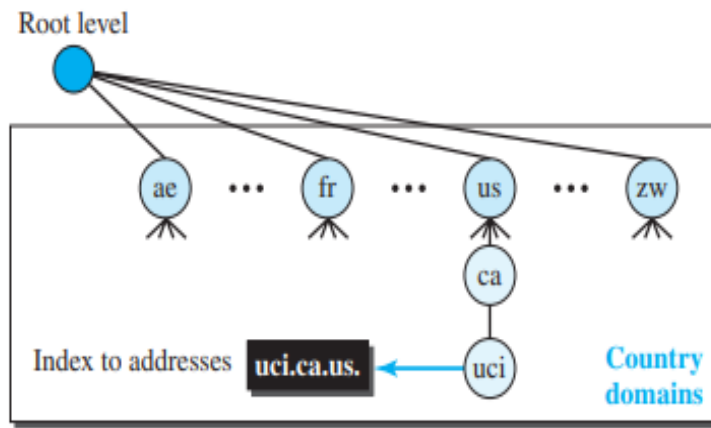 Root level
ae ••• fr ••• us ••• zw
ca
Index to addresses uci.ca.us. uci Country
domains